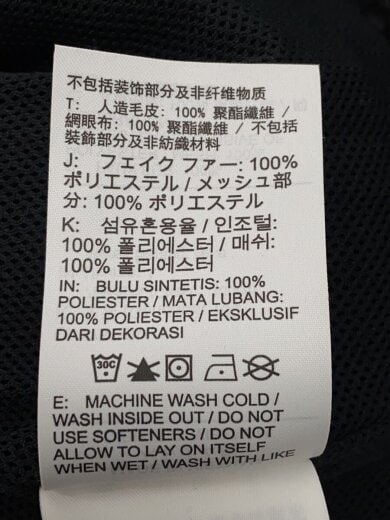 不包括装饰部分及非纤维物质
T: 人造毛皮: 100% 聚酯纖維 /
網眼布: 100% 聚酯纖維 / 不包括
裝飾部分及非紡織材料
J: フェイク ファー: 100%
ポリエステル / メッシュ部
分: 100% ポリエステル
K: 섬유혼용율 / 인조털:
100% 폴리에스터 / 매쉬:
100% 폴리에스터
IN: BULU SINTETIS: 100%
POLIESTER / MATA LUBANG:
100% POLIESTER / EKSKLUSIF
DARI DEKORASI
30C
E: MACHINE WASH COLD /
WASH INSIDE OUT / DO NOT
USE SOFTENERS / DO NOT
ALLOW TO LAY ON ITSELF
WHEN WET / WASH WITH LIKE